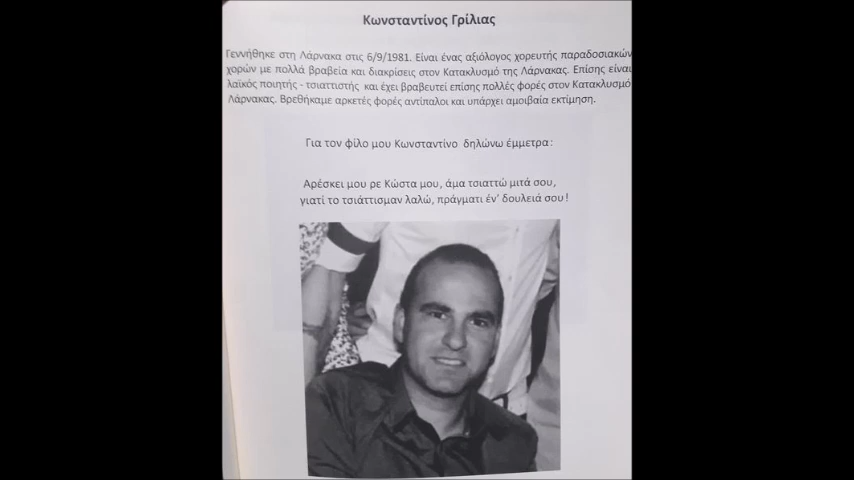 Κωνσταντίνος Γρίλιας
Γεννήθηκε στη Λάρνακα στις 6/9/1981. Είναι ένας αξιόλογος χορευτής παραδοσιακών
χορών με πολλά βραβεία και διακρίσεις στον Κατακλυσμό της Λάρνακας. Επίσης είναι
λαϊκός ποιητής - τσιαττιστής και έχει βραβευτεί επίσης πολλές φορές στον Κατακλυσμό
Λάρνακας. Βρεθήκαμε αρκετές φορές αντίπαλοι και υπάρχει αμοιβαία εκτίμηση.
Για τον φίλο μου Κωνσταντίνο δηλώνω έμμετρα:
Αρέσκει μου ρε Κώστα μου, άμα τσιαττώ μιτά σου,
γιατί το τσιάττισμαν λαλώ, πράγματι έν' δουλειά σου!